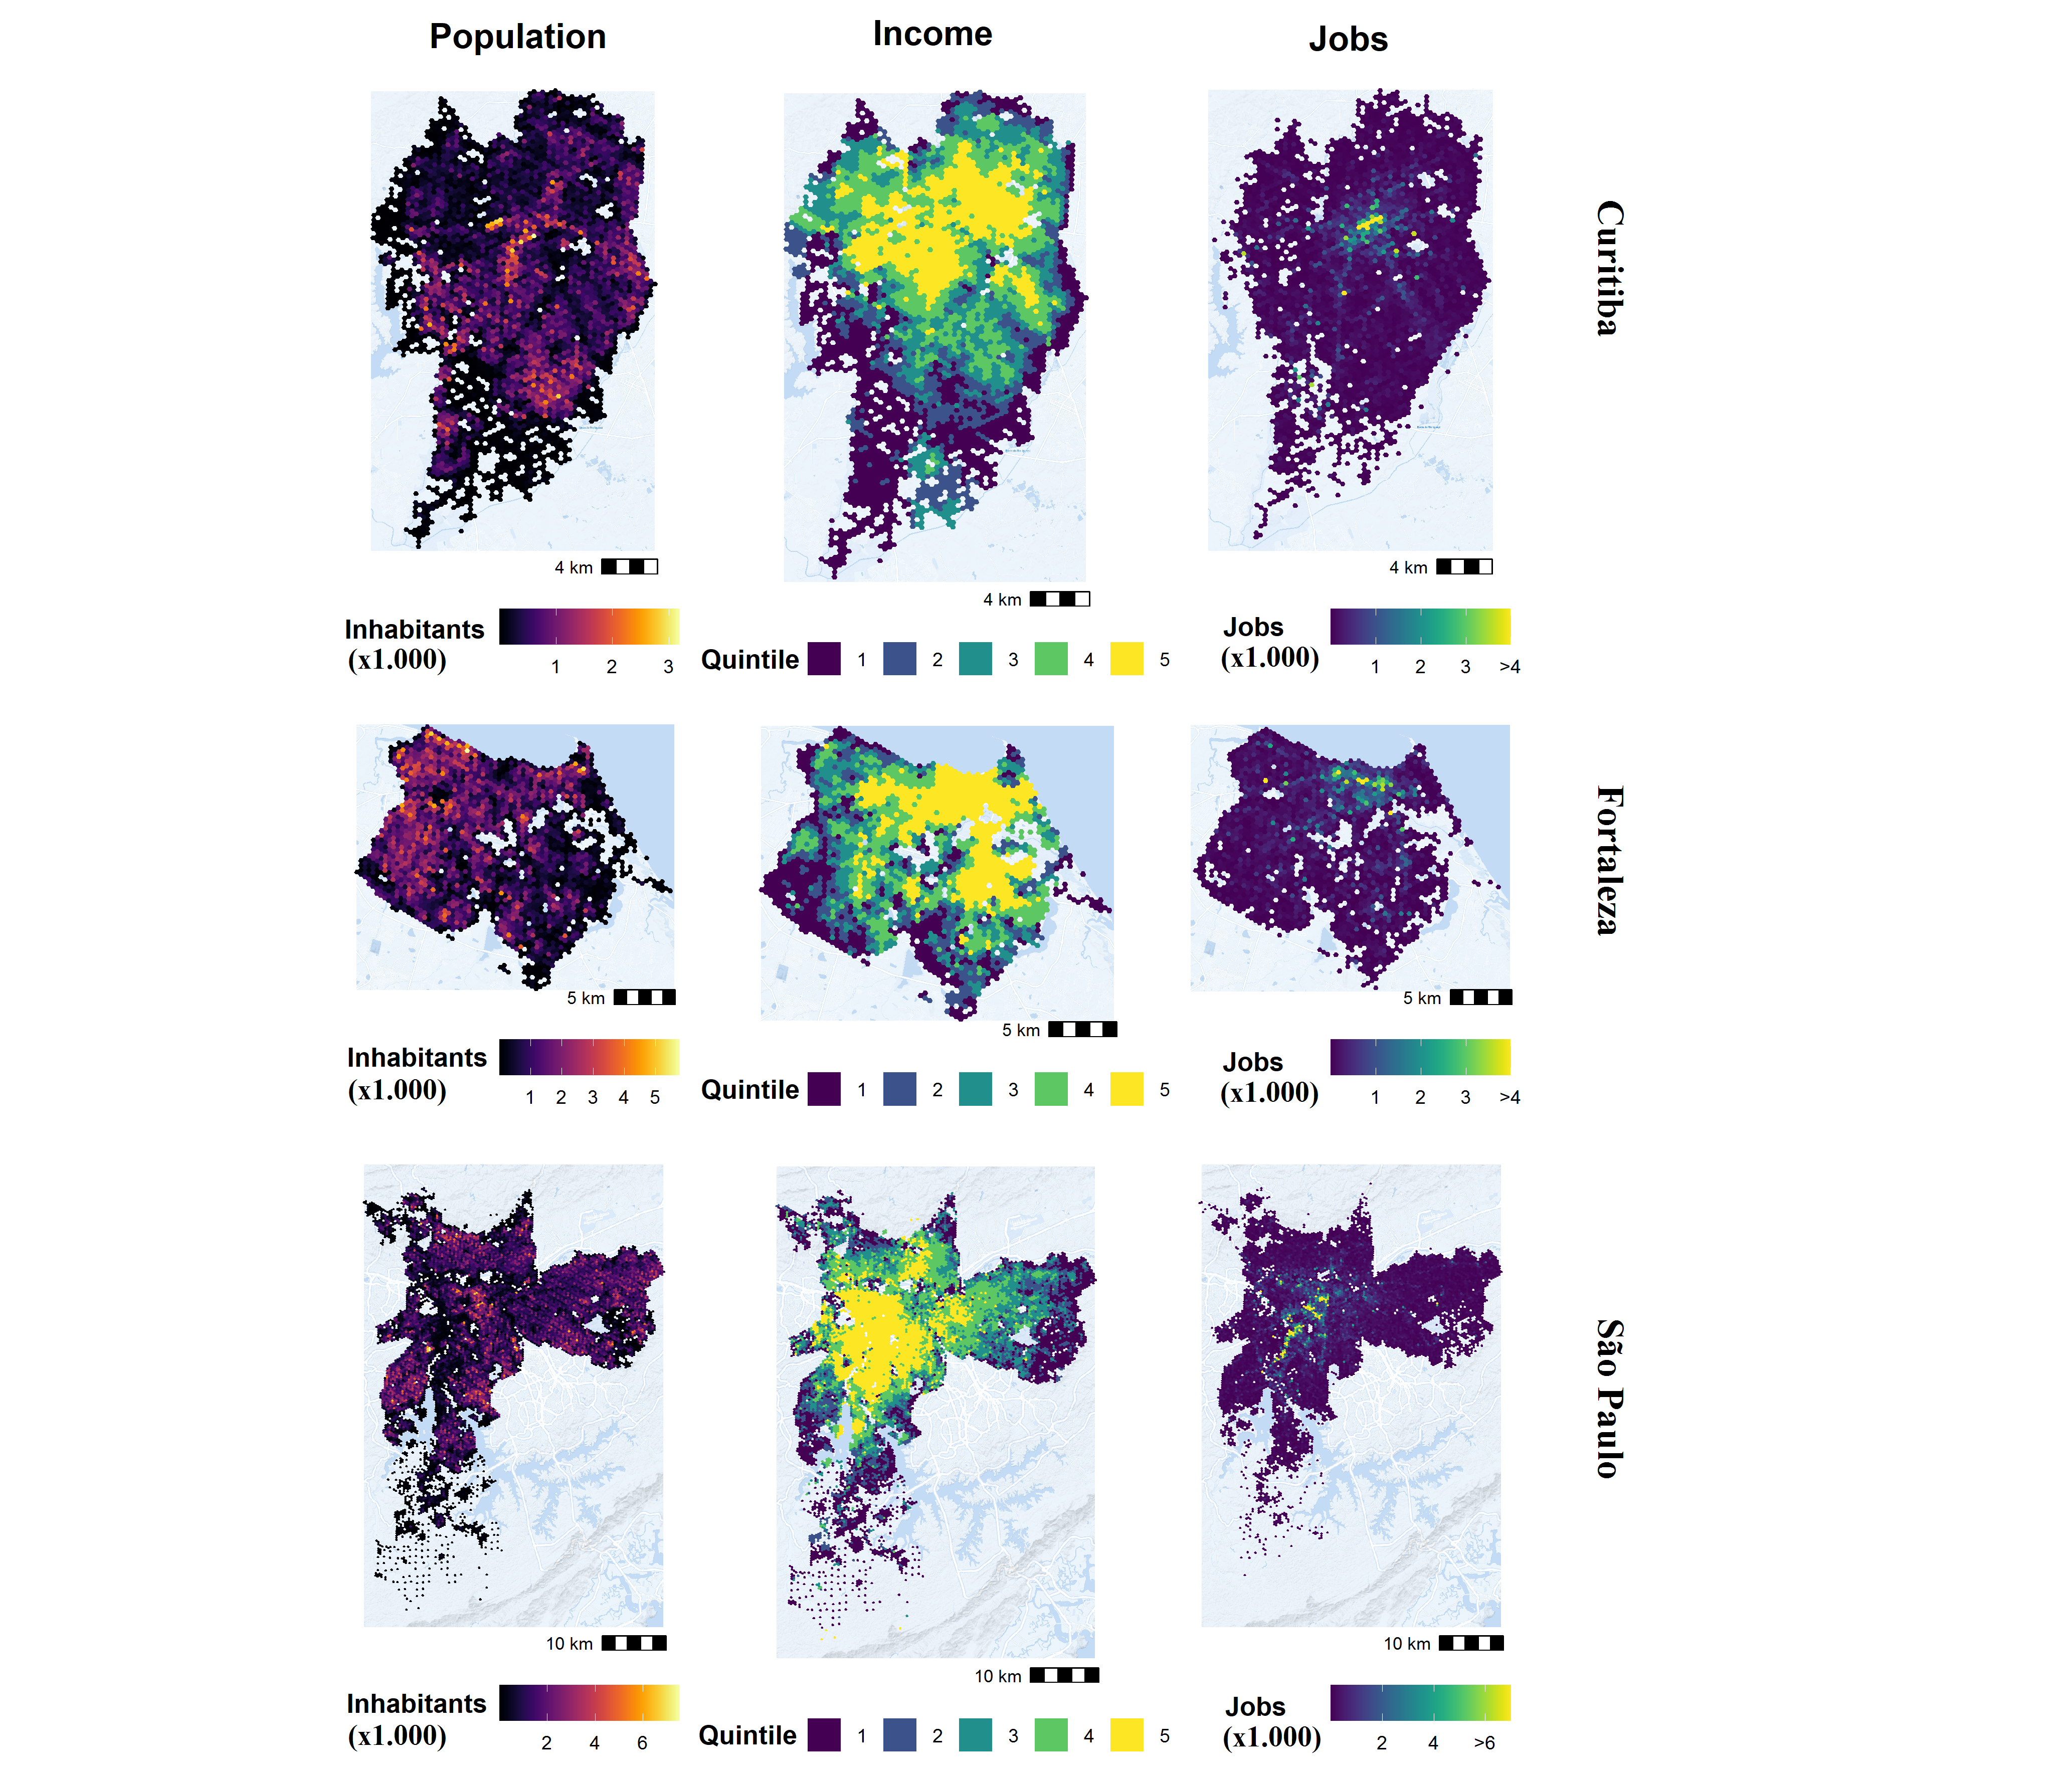 Population
Income
Jobs
Curitiba
4 km
4 km
4 km
Inhabitants
(x1.000)
1 2 3
Quintile 1 2 3 4 5
Jobs
(x1.000)
1 2 3 >4
Fortaleza
5 km
5 km
5 km
Inhabitants
(x1.000)
1 2 3 4 5
Quintile 1 2 3 4 5
Jobs
(x1.000)
1 2 3 >4
São Paulo
10 km
10 km
10 km
Inhabitants
(x1.000)
2 4 6
Quintile 1 2 3 4 5
Jobs
(x1.000)
2 4 >6